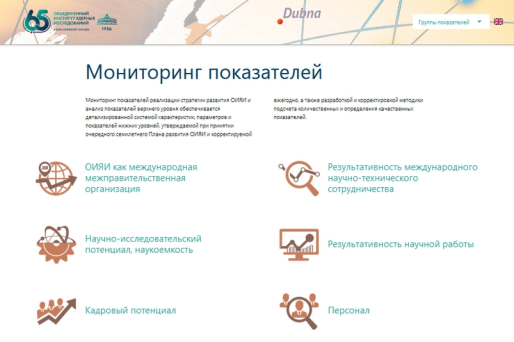 65
ОБЪЕДИНЕННЫЙ
ИНСТИТУТ ЯДЕРНЫХ
ИССЛЕДОВАНИЙ
1956
Dubna
Группы показателей
Мониторинг показателей
Мониторинг показателей реализации стратегии развития ОИЯИ и
анализ показателей верхнего уровня обеспечивается
детализированной системой характеристик, параметров и
показателей нижних уровней, утверждаемой при принятии
очередного семилетнего Плана развития ОИЯИ и корректируемой
ежегодно, а также разработкой и корректировкой методики
подсчета количественных и определения качественных
показателей.
ОИЯИ как международная
межправительственная
организация
Результативность международного
научно-технического
сотрудничества
Научно-исследовательский
потенциал, наукоемкость
Результативность научной работы
Кадровый потенциал
Персонал